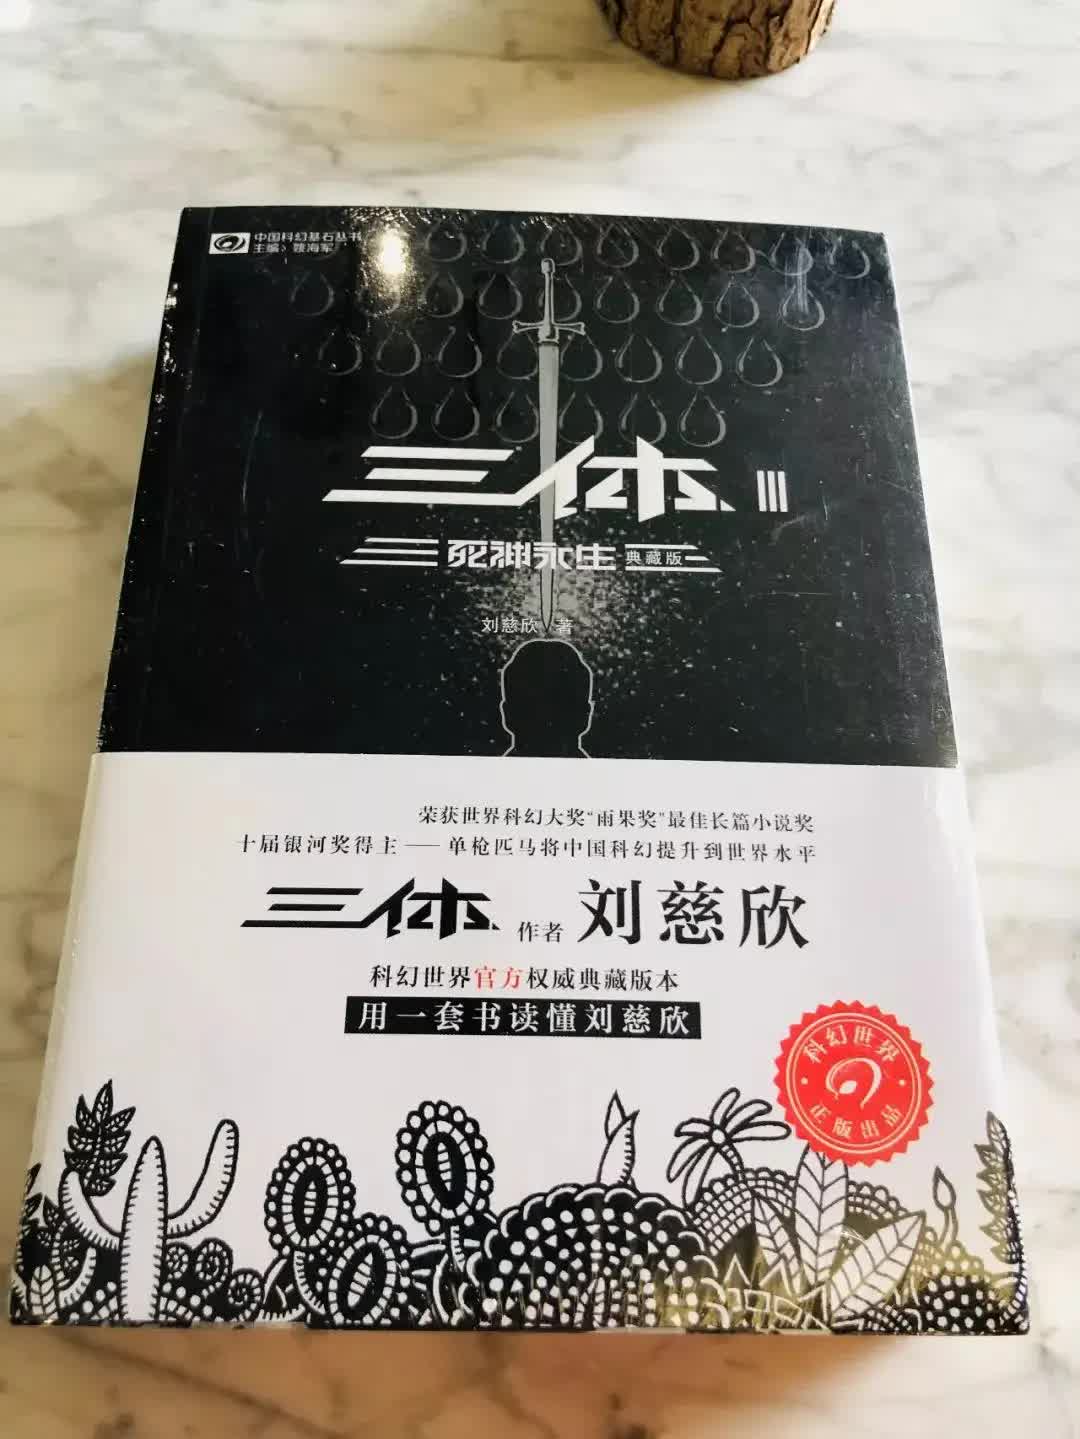 中国科幻基石丛书
主编》姚海军
三体 III
死神永生 典藏版
刘慈欣 著
荣获世界科幻大奖“雨果奖”最佳长篇小说奖
十届银河奖得主——单枪匹马将中国科幻提升到世界水平
三体 作者 刘慈欣
科幻世界官方权威典藏版本
用一套书读懂刘慈欣
科幻世界
正版出品